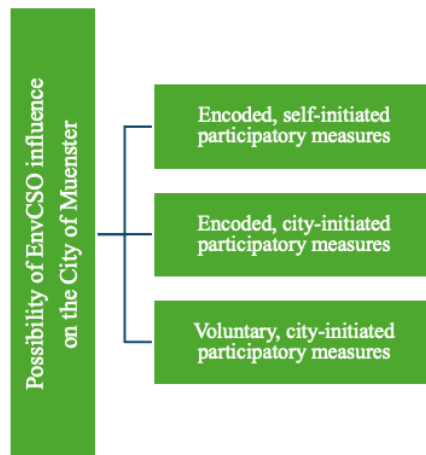 Possibility of EnvCSO influence
on the City of Muenster
Encoded, self-initiated
participatory measures
Encoded, city-initiated
participatory measures
Voluntary, city-initiated
participatory measures